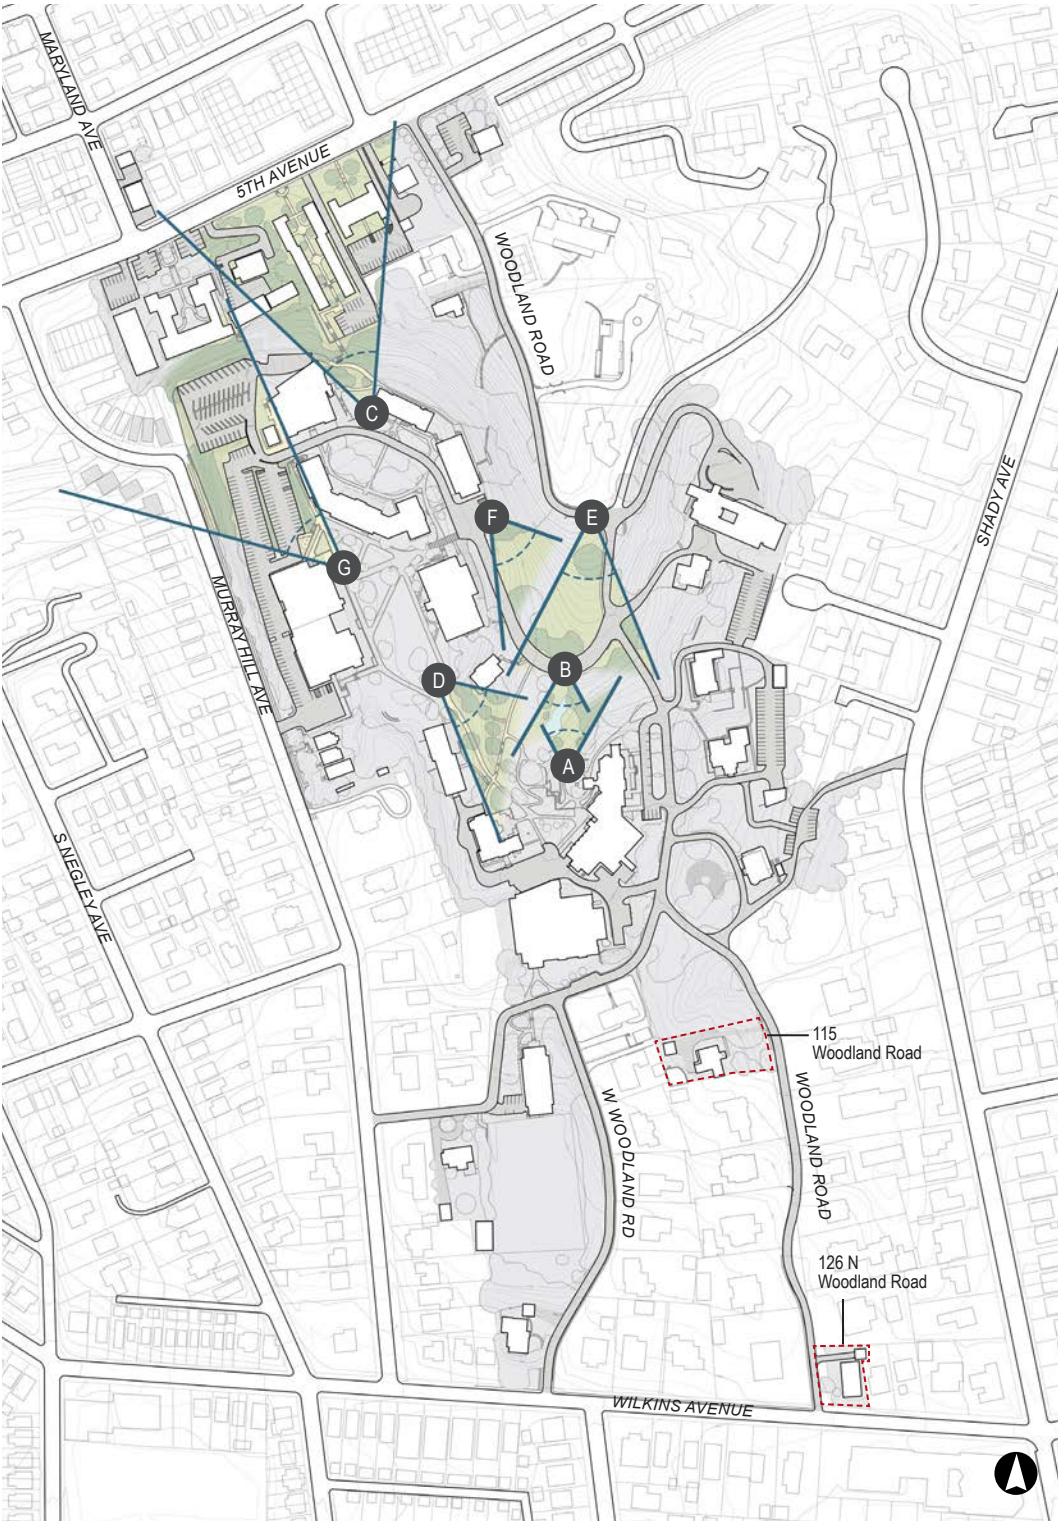 MARYLAND AVE
5TH AVENUE
WOODLAND ROAD
C
SHADY AVE
F
E
G
MURRAY HILL AVE
B
D
A
S NEGLEY AVE
115
Woodland Road
WOODLAND ROAD
W WOODLAND RD
126 N
Woodland Road
WILKINS AVENUE